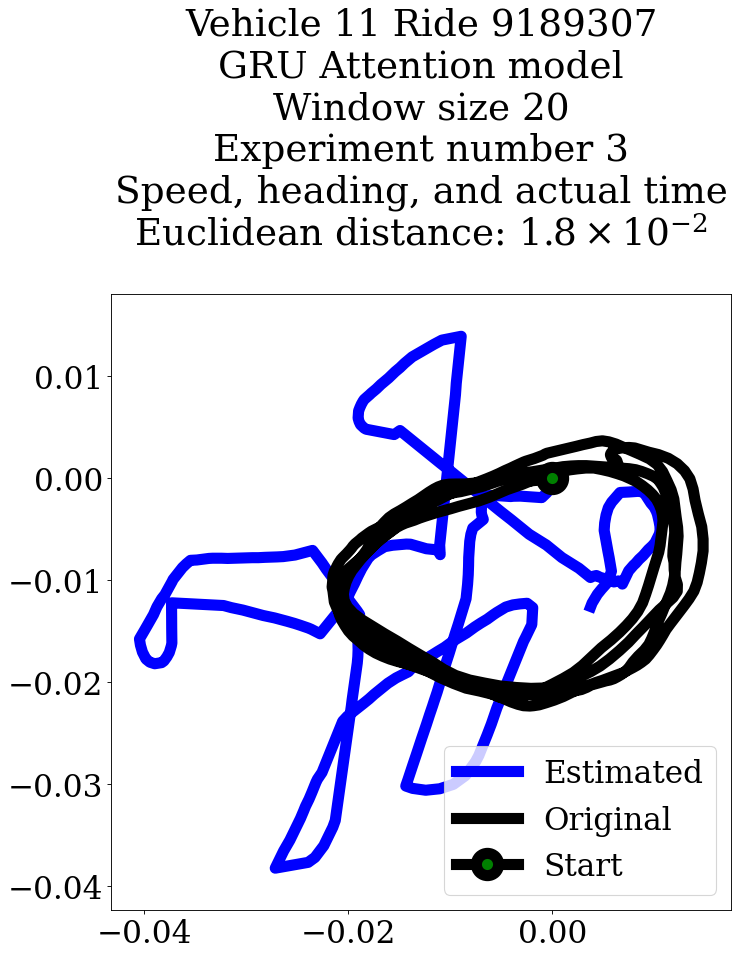 Vehicle 11 Ride 9189307
GRU Attention model
Window size 20
Experiment number 3
Speed, heading, and actual time
Euclidean distance: 1.8 × 10⁻²
0.01
0.00
−0.01
−0.02
−0.03
−0.04
Estimated
Original
Start
−0.04 −0.02 0.00